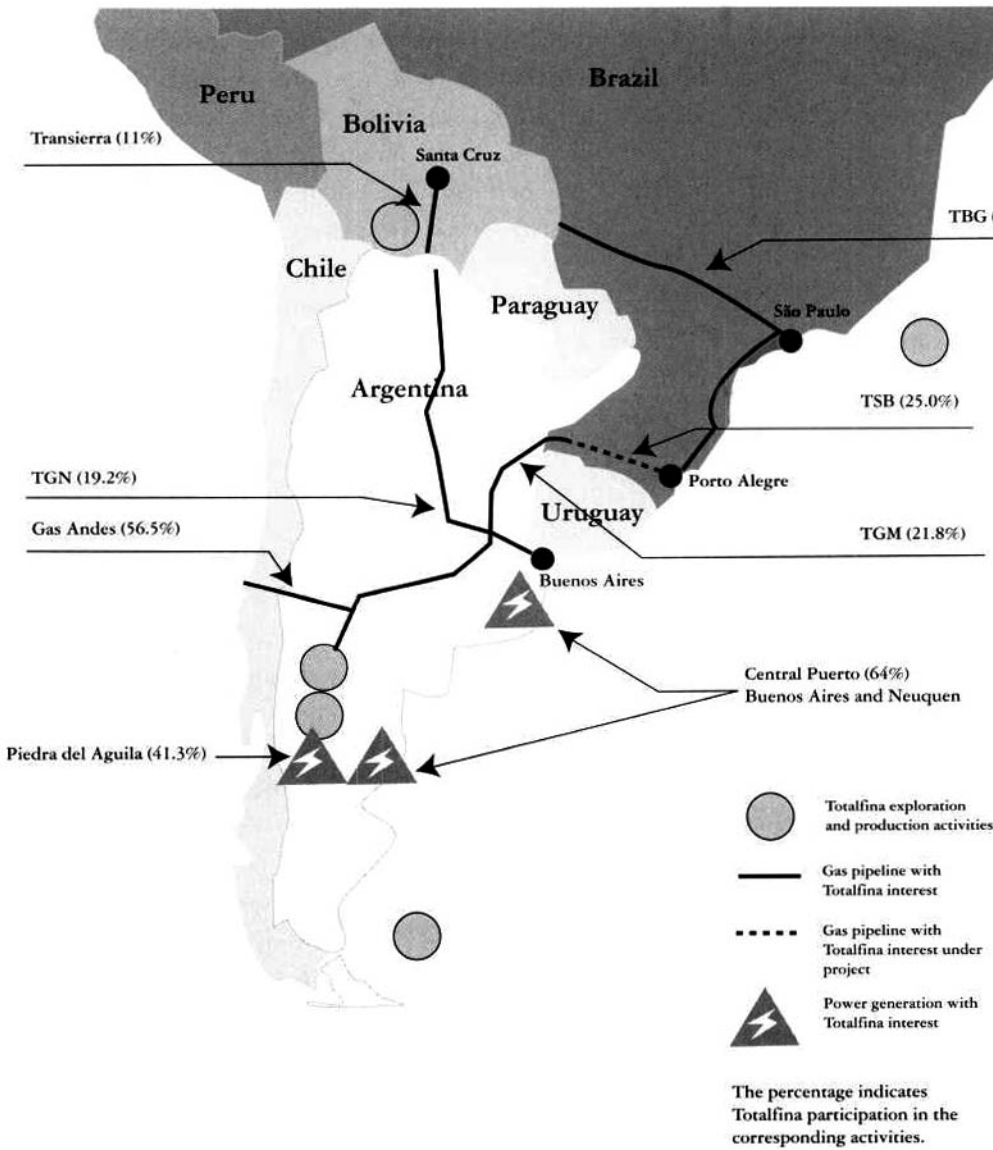 Brazil
Peru
Bolivia
Transierra (11%)
Santa Cruz
TBG (
Chile
Paraguay
São Paulo
Argentina
TSB (25.0%)
TGN (19.2%)
Porto Alegre
Uruguay
Gas Andes (56.5%)
TGM (21.8%)
Buenos Aires
Central Puerto (64%)
Buenos Aires and Neuquen
Piedra del Aguila (41.3%)
Totalfina exploration
and production activities
Gas pipeline with
Totalfina interest
Gas pipeline with
Totalfina interest under
project
Power generation with
Totalfina interest
The percentage indicates
Totalfina participation in the
corresponding activities.